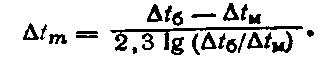 Δt_m = (Δt_б — Δt_м) / (2,3 lg (Δt_б/Δt_м)).